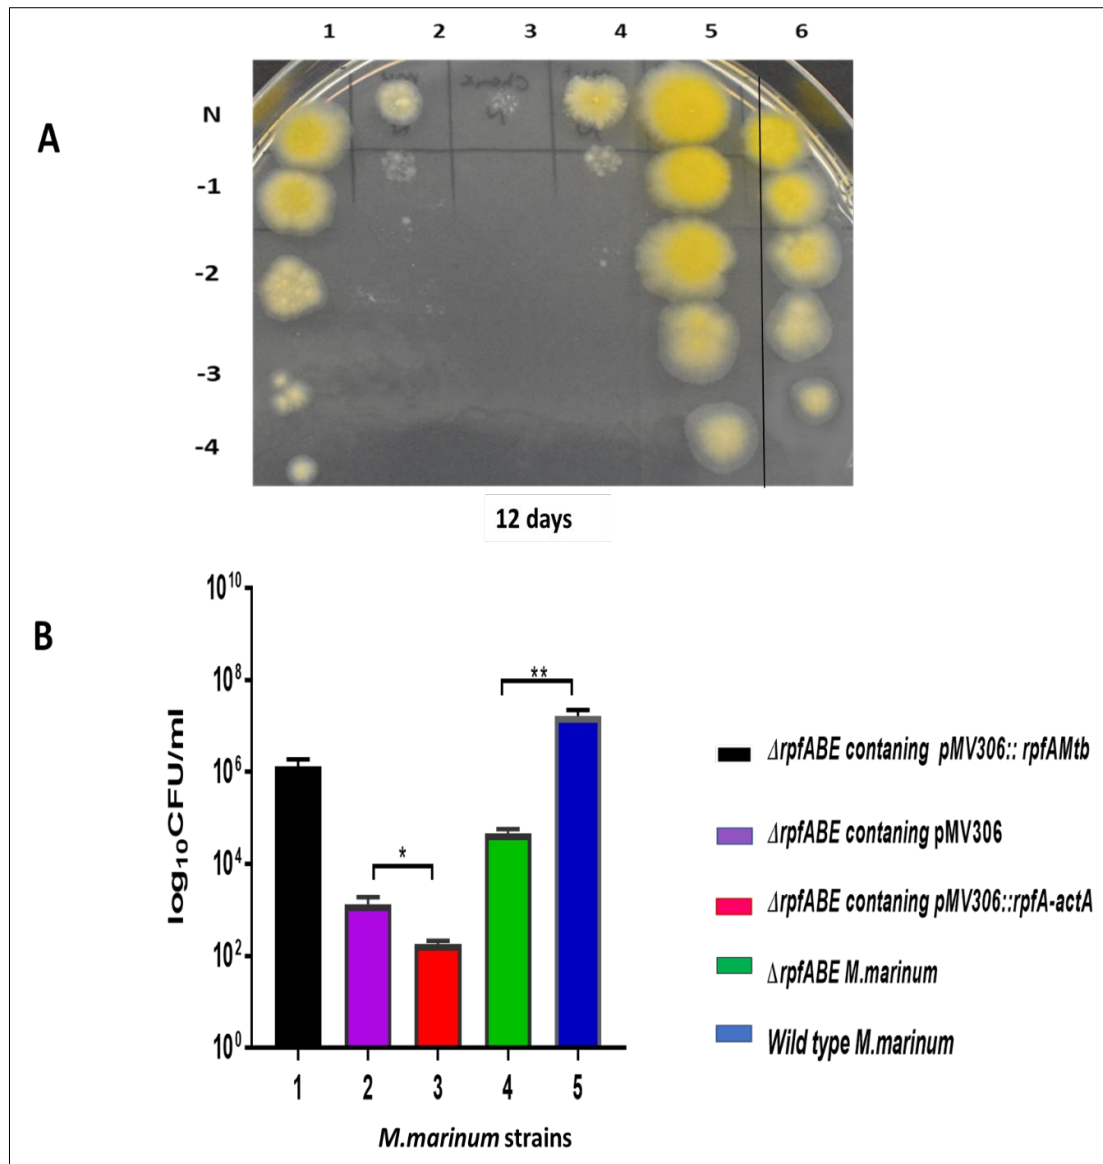 1 2 3 4 5 6
A
N
-1
-2
-3
-4
12 days
B
log₁₀CFU/ml
10¹⁰
10⁸
10⁶
10⁴
10²
10⁰
*
**
1 2 3 4 5
M.marinum strains
ΔrpfABE contaning pMV306:: rpfAMtb
ΔrpfABE contaning pMV306
ΔrpfABE contaning pMV306::rpfA-actA
ΔrpfABE M.marinum
Wild type M.marinum